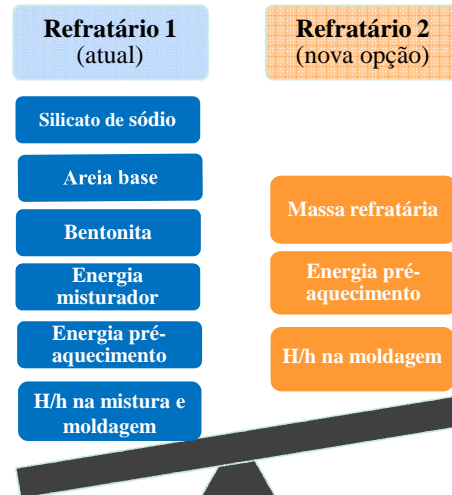 Refratário 1
(atual)
Silicato de sódio
Areia base
Bentonita
Energia
misturador
Energia pré-
aquecimento
H/h na mistura e
moldagem
Refratário 2
(nova opção)
Massa refratária
Energia pré-
aquecimento
H/h na moldagem